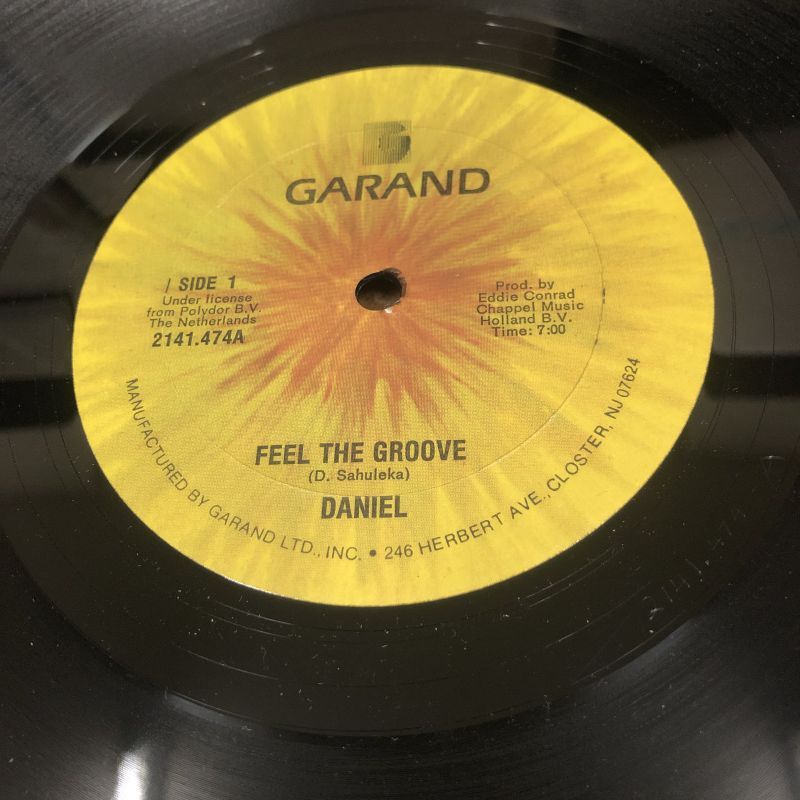 G
GARAND
/ SIDE 1
Under license
from Polydor B.V.
The Netherlands
2141.474A
Prod. by
Eddie Conrad
Chappel Music
Holland B.V.
Time: 7:00
FEEL THE GROOVE
(D. Sahuleka)
DANIEL
MANUFACTURED BY GARAND LTD., INC. • 246 HERBERT AVE., CLOSTER, NJ 07624